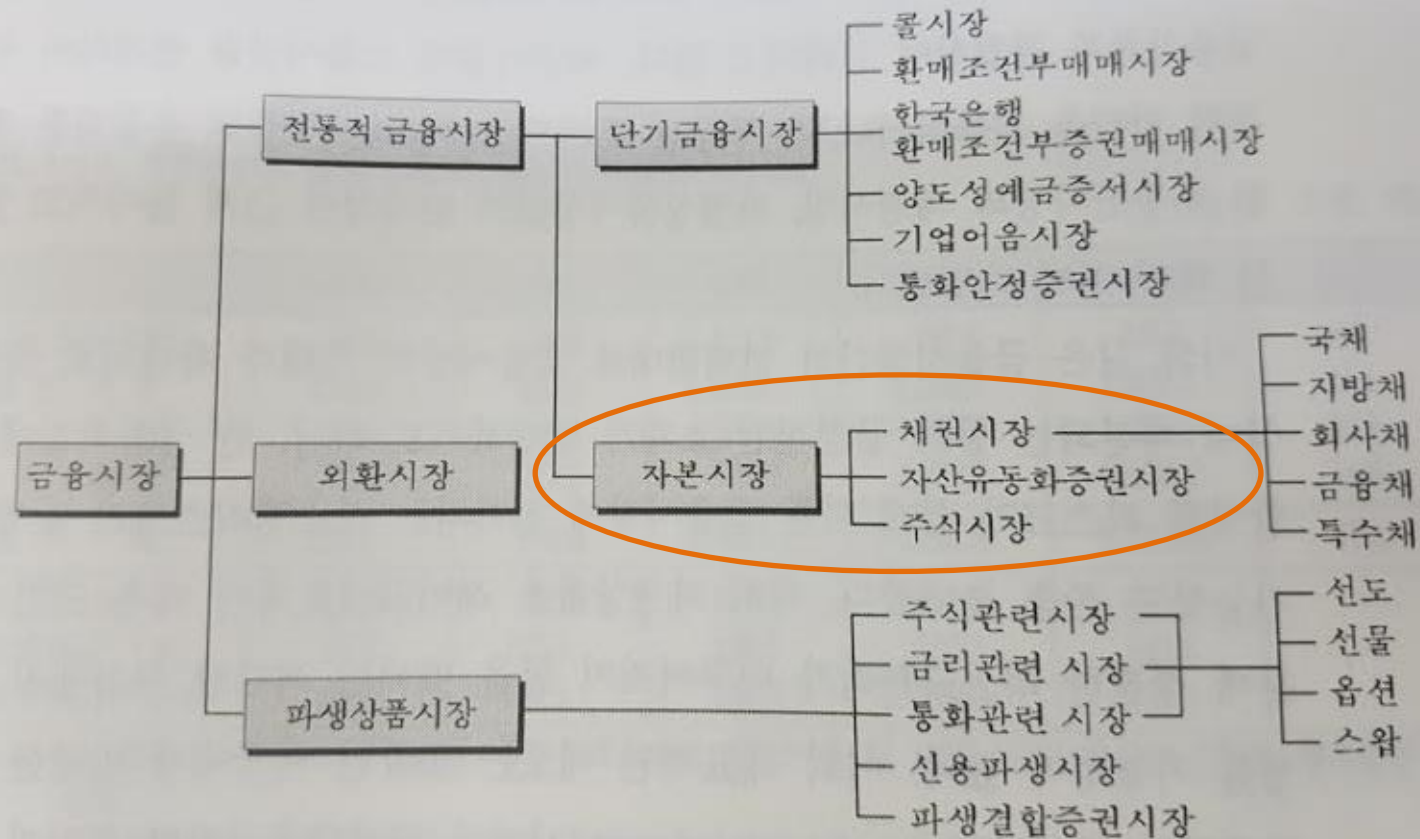 금융시장
전통적 금융시장
단기금융시장
콜시장
환매조건부매매시장
한국은행
환매조건부증권매매시장
양도성예금증서시장
기업어음시장
통화안정증권시장
자본시장
채권시장
국채
지방채
회사채
금융채
특수채
자산유동화증권시장
주식시장
외환시장
파생상품시장
주식관련시장
금리관련 시장
통화관련 시장
선도
선물
옵션
스왑
신용파생시장
파생결합증권시장